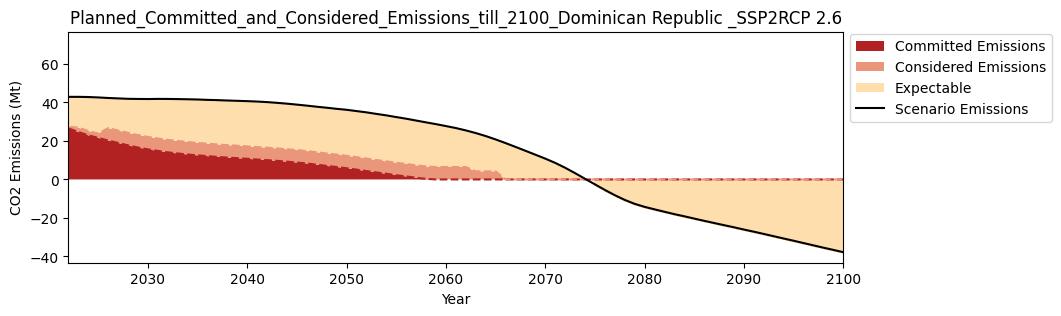 Planned_Committed_and_Considered_Emissions_till_2100_Dominican Republic _SSP2RCP 2.6
CO2 Emissions (Mt)
60
40
20
0
−20
−40
2030 2040 2050 2060 2070 2080 2090 2100
Year
Committed Emissions
Considered Emissions
Expectable
Scenario Emissions